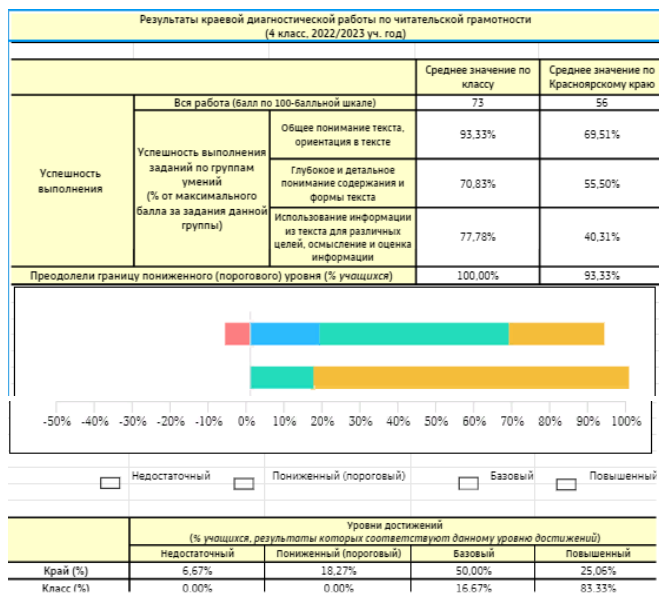 Результаты краевой диагностической работы по читательской грамотности
(4 класс, 2022/2023 уч. год)
Среднее значение по
классу
Среднее значение по
Красноярскому краю
Успешность
выполнения
Вся работа (балл по 100-балльной шкале)
73
56
Успешность выполнения
заданий по группам
умений
(% от максимального
балла за задания данной
группы)
Общее понимание текста,
ориентация в тексте
93,33%
69,51%
Глубокое и детальное
понимание содержания и
формы текста
70,83%
55,50%
Использование информации
из текста для различных
целей, осмысление и оценка
информации
77,78%
40,31%
Преодолели границу пониженного (порогового) уровня (% учащихся)
100,00%
93,33%
-50% -40% -30% -20% -10% 0% 10% 20% 30% 40% 50% 60% 70% 80% 90% 100%
Недостаточный Пониженный (пороговый) Базовый Повышенный
Уровни достижений
(% учащихся, результаты которых соответствуют данному уровню достижений)
Недостаточный Пониженный (пороговый) Базовый Повышенный
Край (%) 6,67% 18,27% 50,00% 25,06%
Класс (%) 0,00% 0,00% 16,67% 83,33%